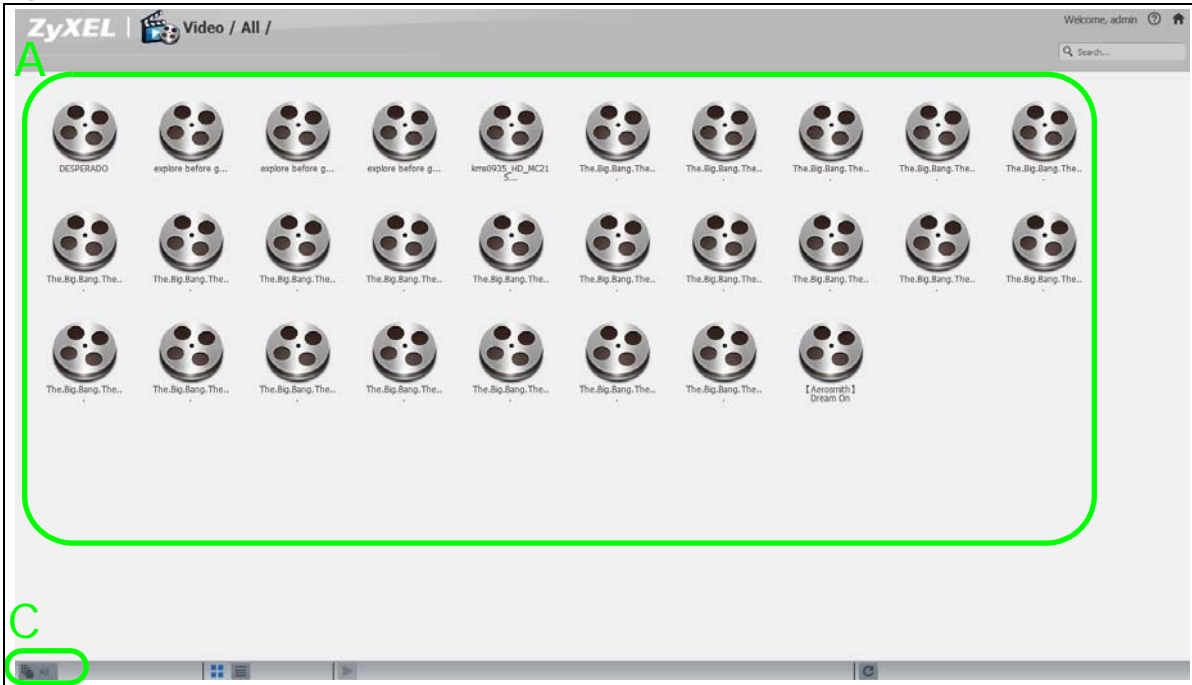 ZyXEL | Video / All /
Welcome, admin
Search...
A
DESPERADO
explore before g...
explore before g...
explore before g...
kms0935_HD_MC21
5...
The.Big.Bang.The..
.
The.Big.Bang.The..
.
The.Big.Bang.The..
.
The.Big.Bang.The..
.
The.Big.Bang.The..
.
The.Big.Bang.The..
.
The.Big.Bang.The..
.
The.Big.Bang.The..
.
The.Big.Bang.The..
.
The.Big.Bang.The..
.
The.Big.Bang.The..
.
The.Big.Bang.The..
.
The.Big.Bang.The..
.
The.Big.Bang.The..
.
The.Big.Bang.The..
.
The.Big.Bang.The..
.
The.Big.Bang.The..
.
The.Big.Bang.The..
.
The.Big.Bang.The..
.
The.Big.Bang.The..
.
The.Big.Bang.The..
.
The.Big.Bang.The..
.
【Aerosmith】
Dream On
C
All